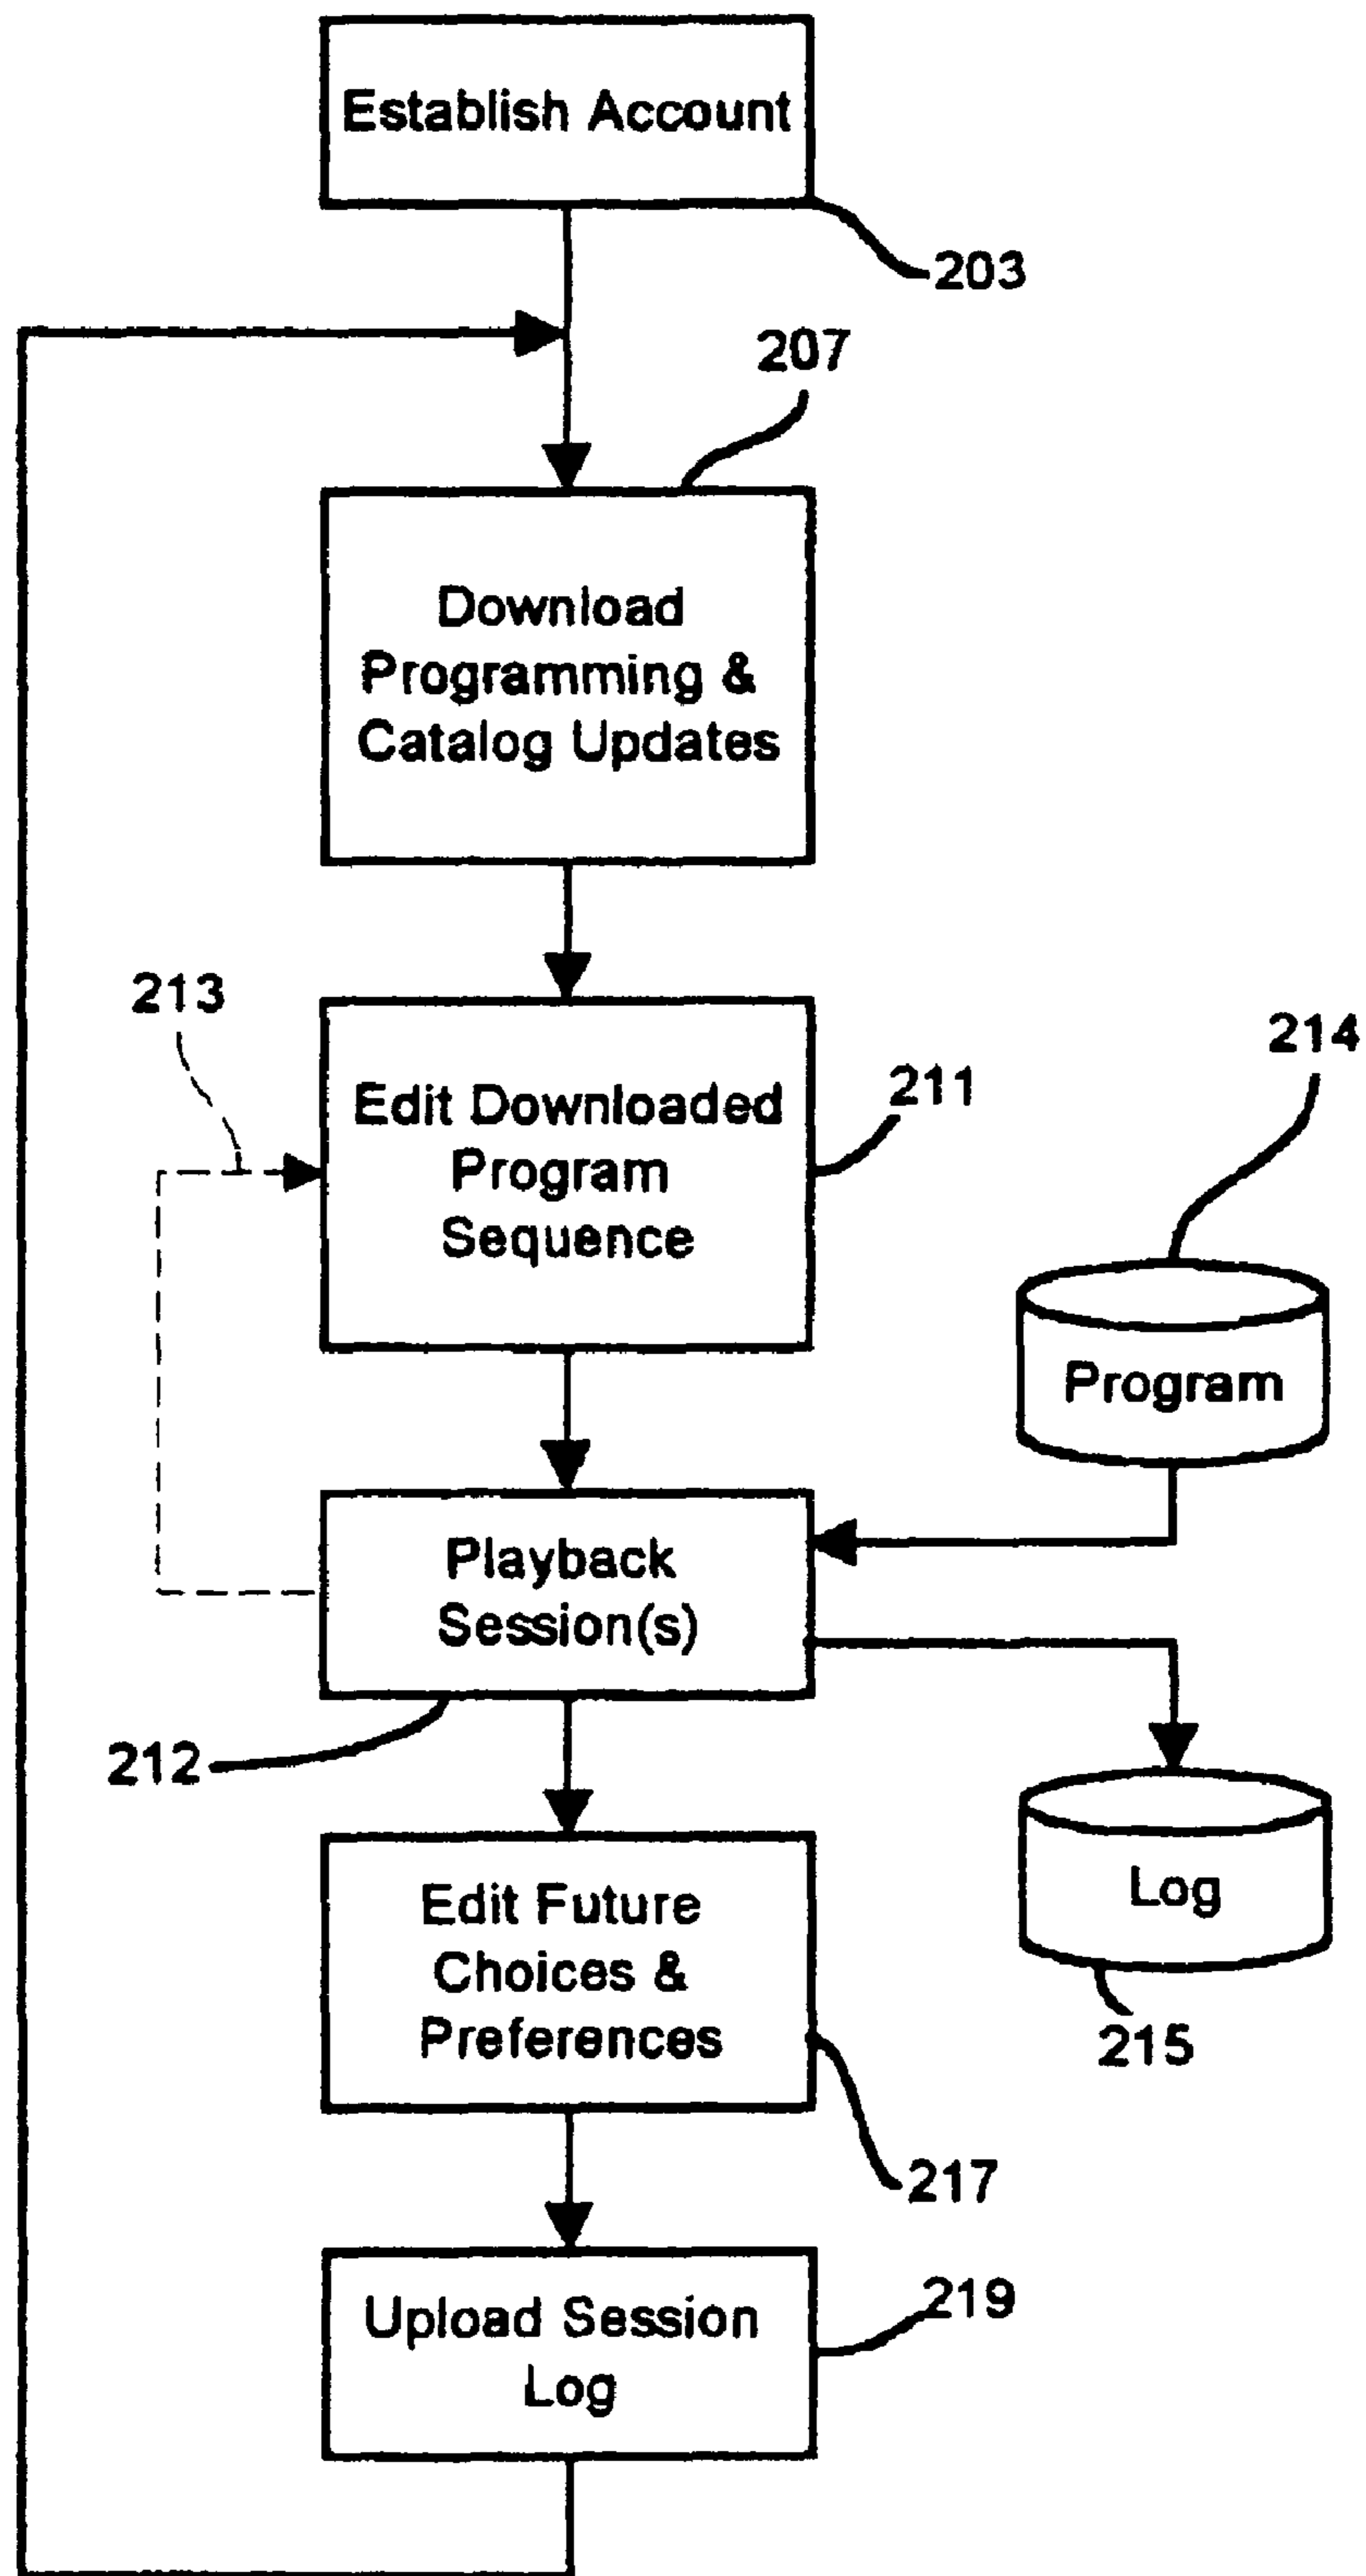 Establish Account
203
207
Download
Programming &
Catalog Updates
213
214
Edit Downloaded
Program
Sequence
211
Program
Playback
Session(s)
212
Edit Future
Choices &
Preferences
Log
215
217
Upload Session
Log
219